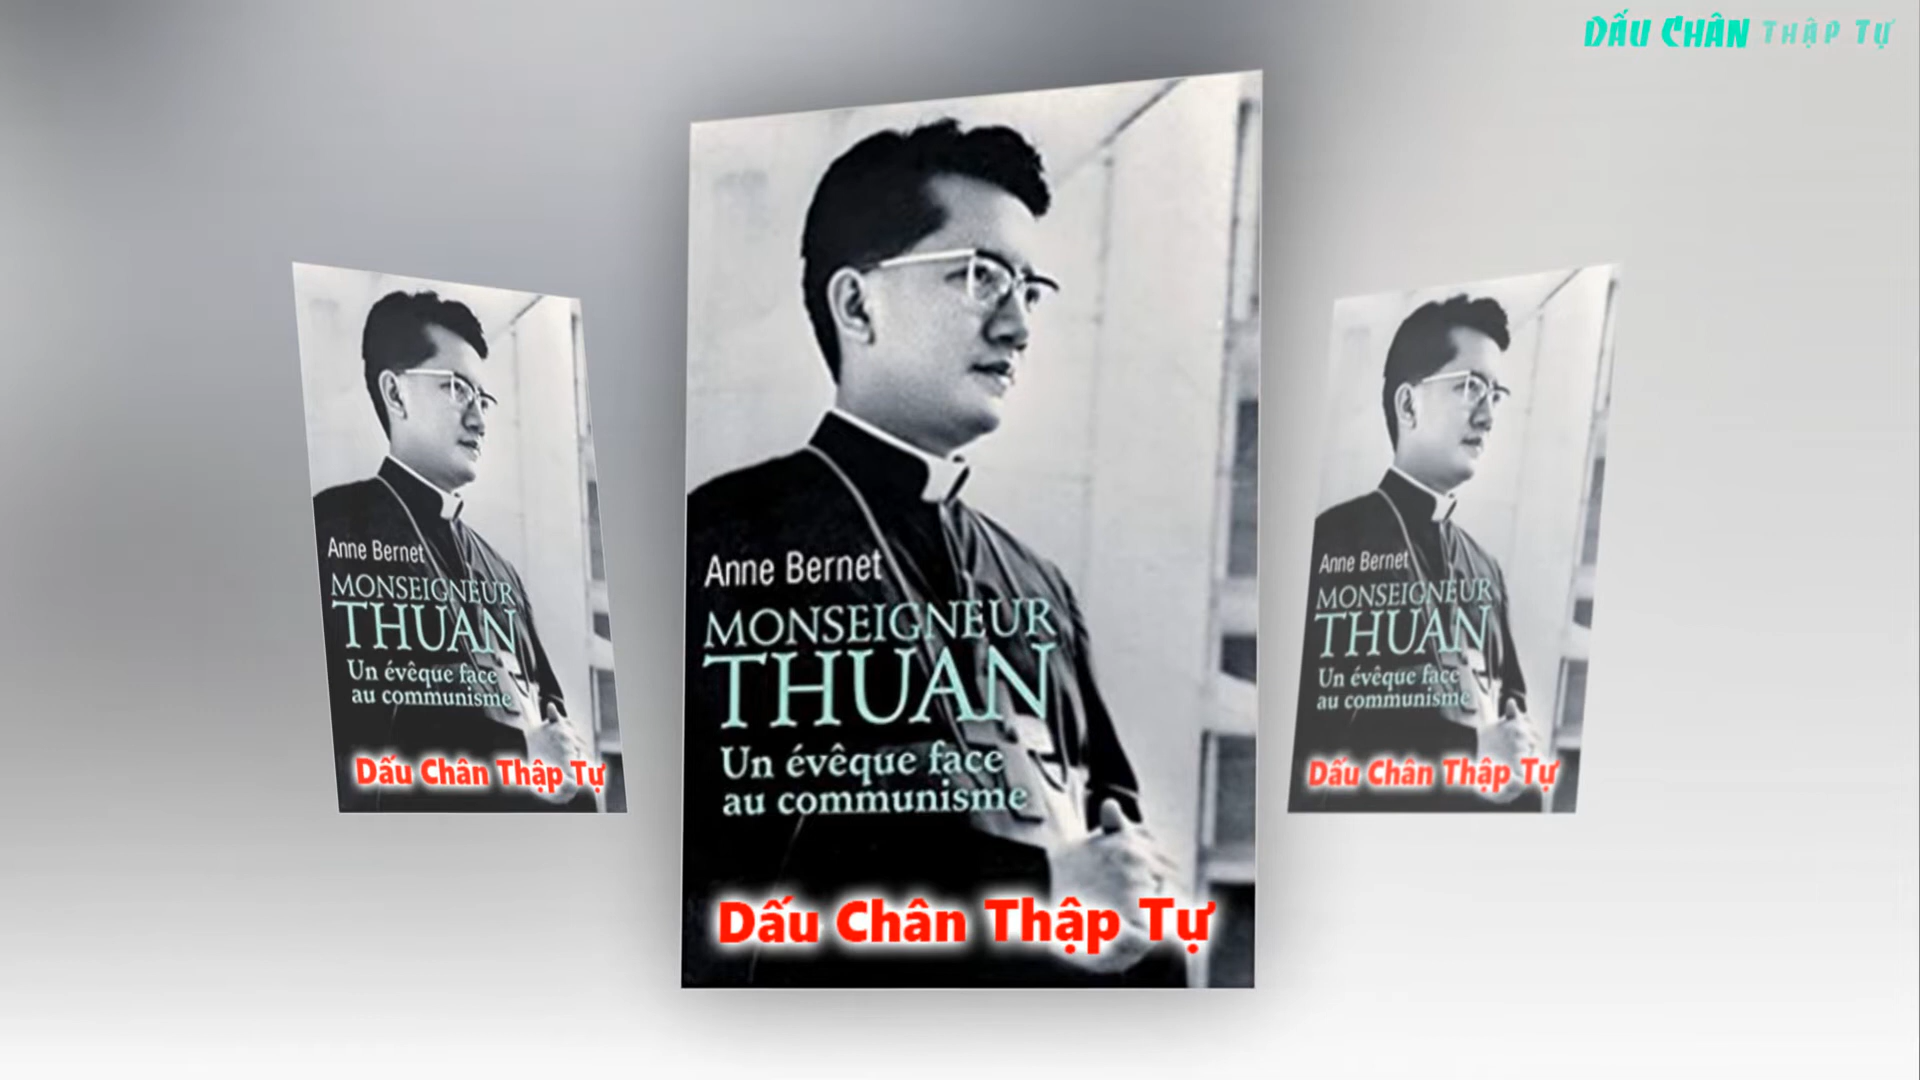 Dấu Chân Thập Tự
Anne Bernet
MONSEIGNEUR
THUAN
Un évêque face
au communisme
Dấu Chân Thập Tự
Anne Bernet
MONSEIGNEUR
THUAN
Un évêque face
au communisme
Dấu Chân Thập Tự
Anne Bernet
MONSEIGNEUR
THUAN
Un évêque face
au communisme
Dấu Chân Thập Tự